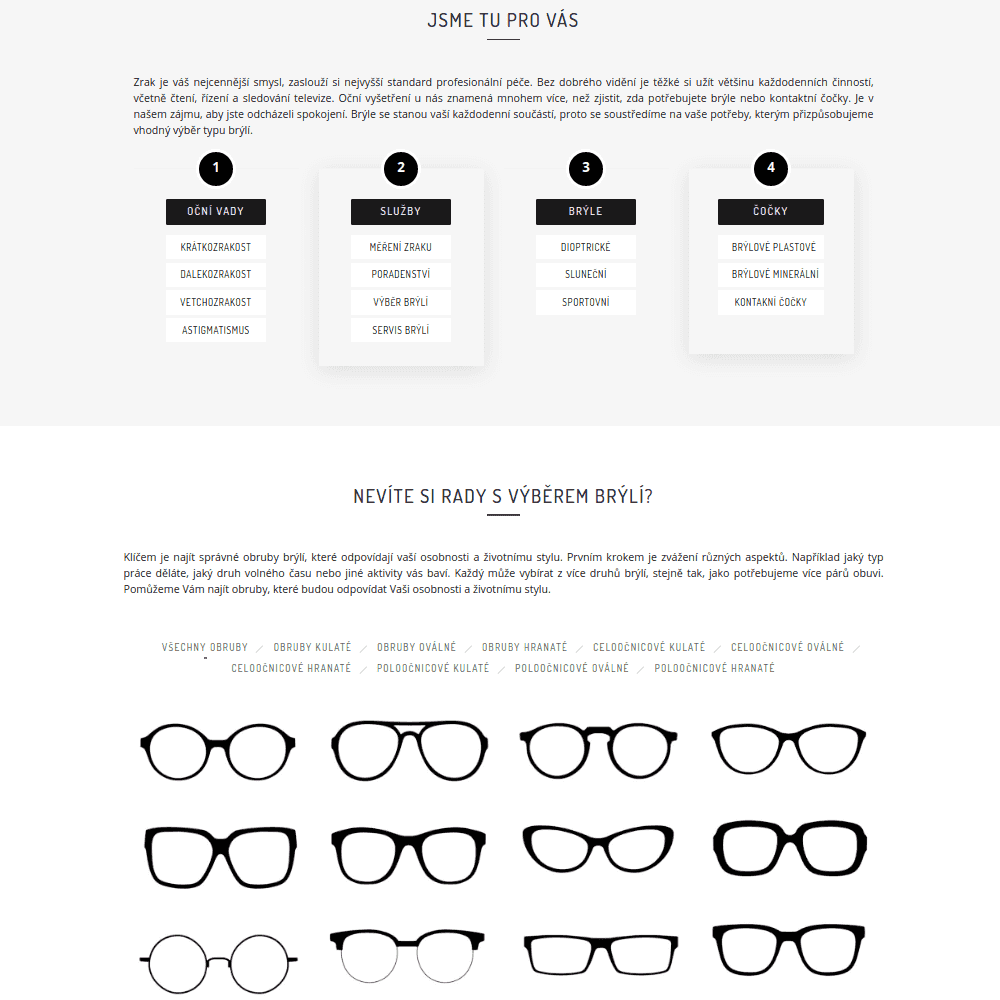 JSME TU PRO VÁS
Zrak je váš nejcennější smysl, zaslouží si nejvyšší standard profesionální péče. Bez dobrého vidění je těžké si užít většinu každodenních činností,
včetně čtení, řízení a sledování televize. Oční vyšetření u nás znamená mnohem více, než zjistit, zda potřebujete brýle nebo kontaktní čočky. Je v
našem zájmu, aby jste odcházeli spokojení. Brýle se stanou vaší každodenní součástí, proto se soustředíme na vaše potřeby, kterým přizpůsobujeme
vhodný výběr typu brýlí.
1
OČNÍ VADY
KRÁTKOZRAKOST
DALEKOZRAKOST
VETCHOZRAKOST
ASTIGMATISMUS
2
SLUŽBY
MĚŘENÍ ZRAKU
PORADENSTVÍ
VÝBĚR BRÝLÍ
SERVIS BRÝLÍ
3
BRÝLE
DIOPTRICKÉ
SLUNEČNÍ
SPORTOVNÍ
4
ČOČKY
BRÝLOVÉ PLASTOVÉ
BRÝLOVÉ MINERÁLNÍ
KONTAKNÍ ČOČKY
NEVÍTE SI RADY S VÝBĚREM BRÝLÍ?
Klíčem je najít správné obruby brýlí, které odpovídají vaší osobnosti a životnímu stylu. Prvním krokem je zvážení různých aspektů. Například jaký typ
práce děláte, jaký druh volného času nebo jiné aktivity vás baví. Každý může vybírat z více druhů brýlí, stejně tak, jako potřebujeme více párů obuvi.
Pomůžeme Vám najít obruby, které budou odpovídat Vaši osobnosti a životnímu stylu.
VŠECHNY OBRUBY / OBRUBY KULATÉ / OBRUBY OVÁLNÉ / OBRUBY HRANATÉ / CELOOČNICOVÉ KULATÉ / CELOOČNICOVÉ OVÁLNÉ /
CELOOČNICOVÉ HRANATÉ / POLOOČNICOVÉ KULATÉ / POLOOČNICOVÉ OVÁLNÉ / POLOOČNICOVÉ HRANATÉ